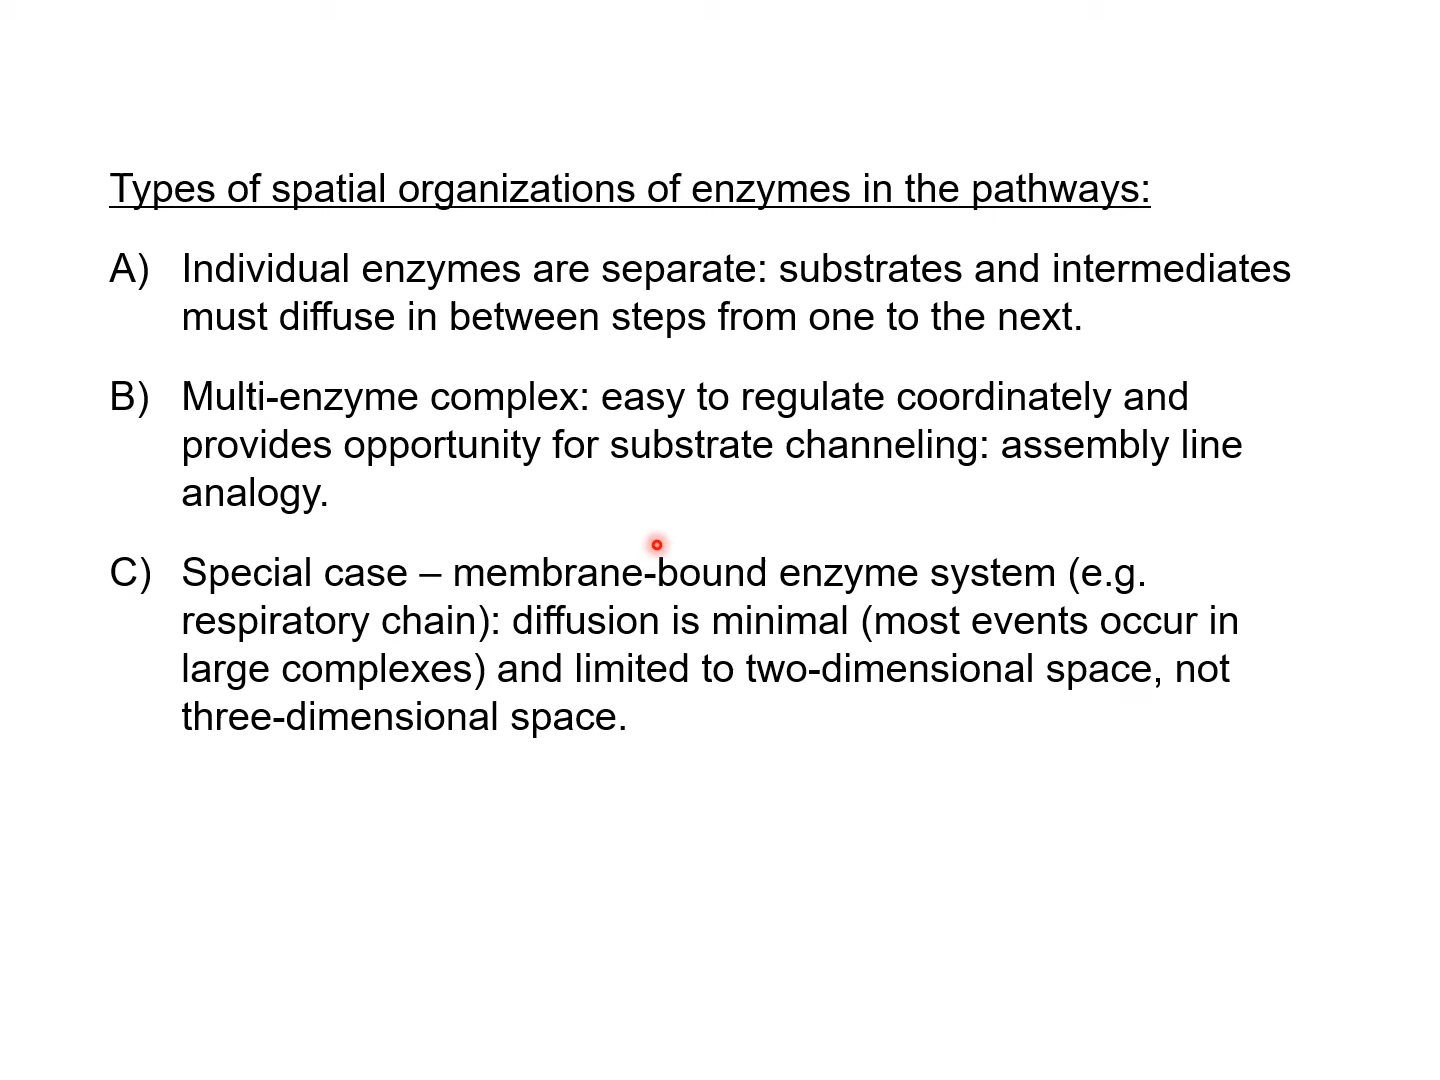 Types of spatial organizations of enzymes in the pathways:
A) Individual enzymes are separate: substrates and intermediates
must diffuse in between steps from one to the next.
B) Multi-enzyme complex: easy to regulate coordinately and
provides opportunity for substrate channeling: assembly line
analogy.
C) Special case – membrane-bound enzyme system (e.g.
respiratory chain): diffusion is minimal (most events occur in
large complexes) and limited to two-dimensional space, not
three-dimensional space.